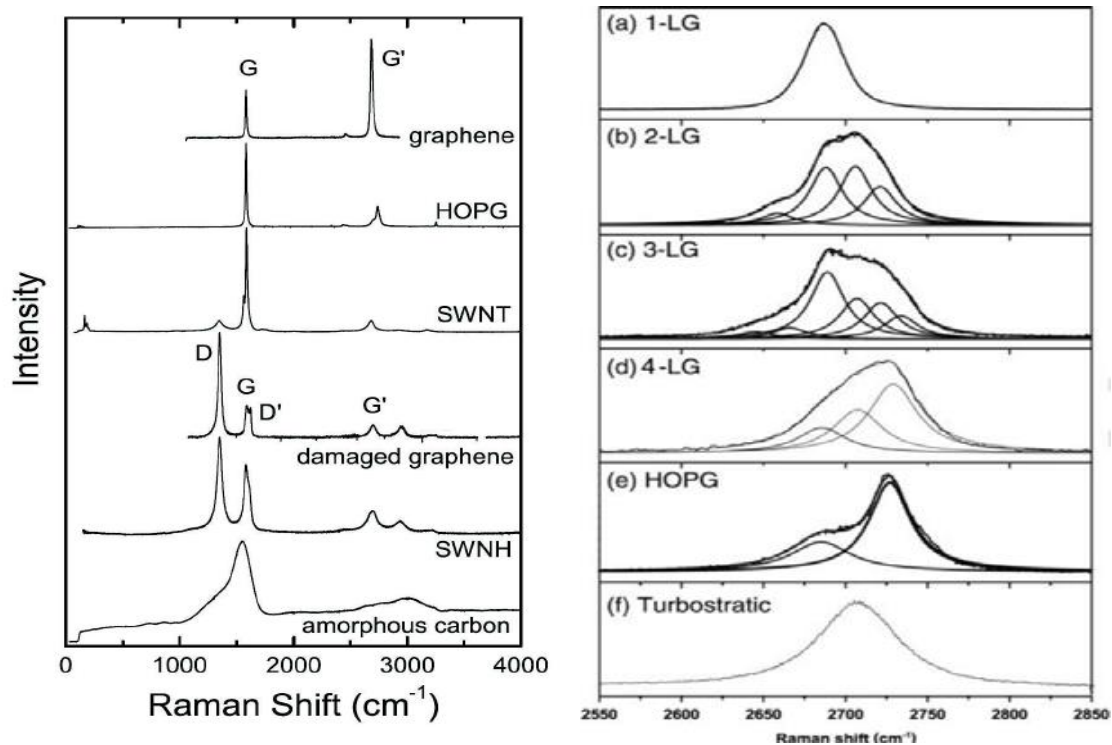 G
G'
graphene
HOPG
SWNT
D
G
D'
G'
damaged graphene
SWNH
amorphous carbon
Intensity
0 1000 2000 3000 4000
Raman Shift (cm⁻¹)
(a) 1-LG
(b) 2-LG
(c) 3-LG
(d) 4-LG
(e) HOPG
(f) Turbostratic
2550 2600 2650 2700 2750 2800 2850
Raman shift (cm⁻¹)